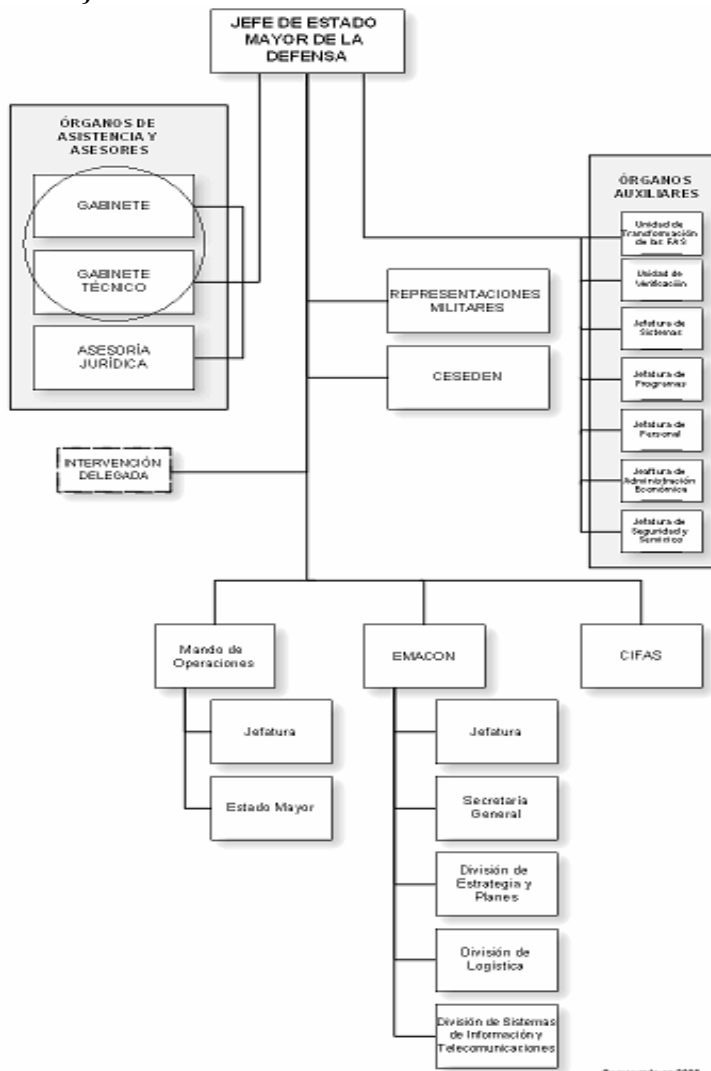 JEFE DE ESTADO
MAYOR DE LA
DEFENSA
ÓRGANOS DE
ASISTENCIA Y
ASESORES
GABINETE
GABINETE
TÉCNICO
ASESORÍA
JURÍDICA
INTERVENCIÓN
DELEGADA
REPRESENTACIONES
MILITARES
CESEDEN
ÓRGANOS
AUXILIARES
Unidad de
Transformación
de las FAS
Unidad de
Verificación
Jefatura de
Sistemas
Jefatura de
Programas
Jefatura de
Personal
Jeaftura de
Administración
Económica
Jefatura de
Seguridad y
Servicios
Mando de
Operaciones
Jefatura
Estado Mayor
EMACON
Jefatura
Secretaría
General
División de
Estrategia y
Planes
División de
Logística
División de Sistemas
de Información y
Telecomunicaciones
CIFAS